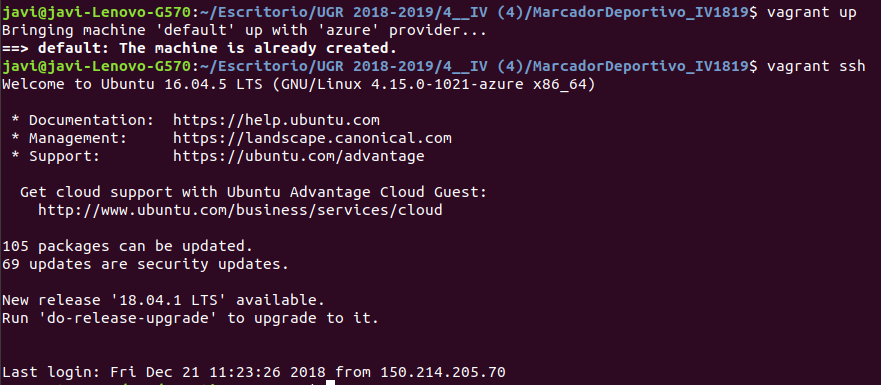 javi@javi-Lenovo-G570:~/Escritorio/UGR 2018-2019/4__IV (4)/MarcadorDeportivo_IV1819$ vagrant up
Bringing machine 'default' up with 'azure' provider...
==> default: The machine is already created.
javi@javi-Lenovo-G570:~/Escritorio/UGR 2018-2019/4__IV (4)/MarcadorDeportivo_IV1819$ vagrant ssh
Welcome to Ubuntu 16.04.5 LTS (GNU/Linux 4.15.0-1021-azure x86_64)
* Documentation:  https://help.ubuntu.com
* Management:     https://landscape.canonical.com
* Support:        https://ubuntu.com/advantage
Get cloud support with Ubuntu Advantage Cloud Guest:
http://www.ubuntu.com/business/services/cloud
105 packages can be updated.
69 updates are security updates.
New release '18.04.1 LTS' available.
Run 'do-release-upgrade' to upgrade to it.
Last login: Fri Dec 21 11:23:26 2018 from 150.214.205.70